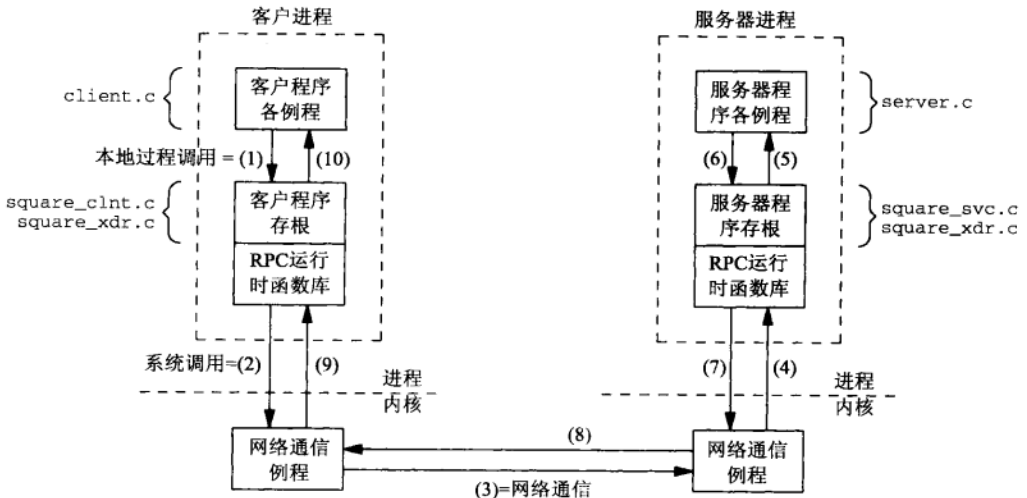 客户进程
服务器进程
client.c
客户程序
各例程
服务器程
序各例程
server.c
本地过程调用 = (1)
(10)
(6)
(5)
square_clnt.c
square_xdr.c
客户程序
存根
服务器程
序存根
square_svc.c
square_xdr.c
RPC运行
时函数库
RPC运行
时函数库
系统调用=(2)
(9)
(7)
(4)
进程
内核
进程
内核
网络通信
例程
(8)
网络通信
例程
(3)=网络通信